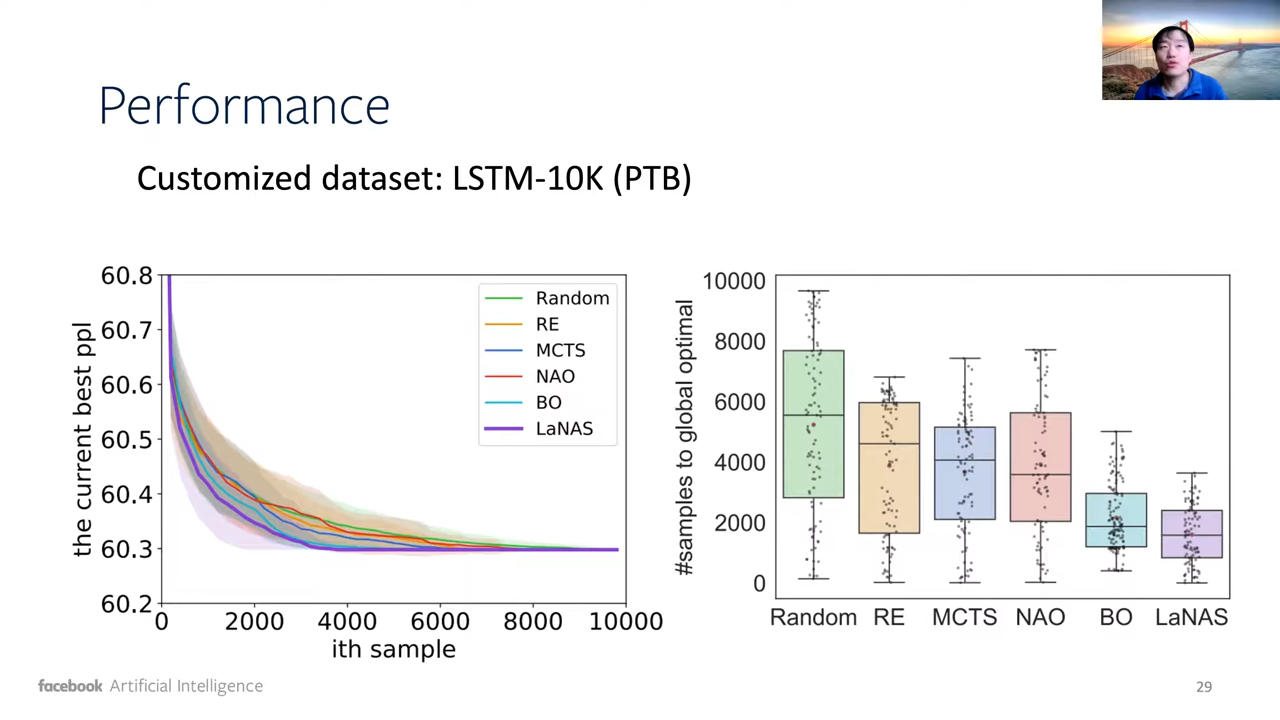 Performance
Customized dataset: LSTM-10K (PTB)
the current best ppl
60.8
60.7
60.6
60.5
60.4
60.3
60.2
0 2000 4000 6000 8000 10000
ith sample
Random
RE
MCTS
NAO
BO
LaNAS
#samples to global optimal
10000
8000
6000
4000
2000
0
Random RE MCTS NAO BO LaNAS
facebook Artificial Intelligence
29